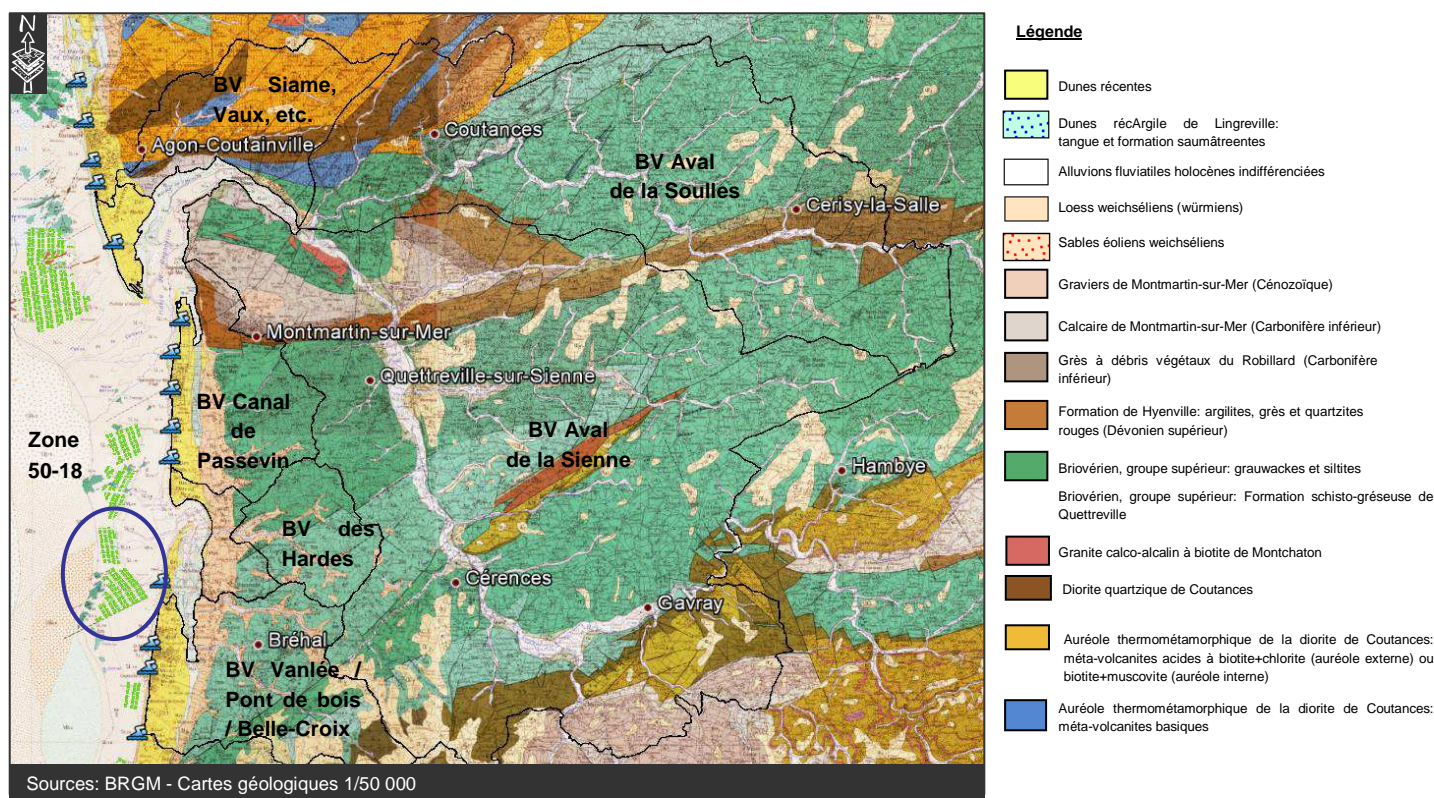 N
BV Siame,
Vaux, etc.
Agon-Coutainville
Coutances
BV Aval
de la Soulles
Cerisy-la-Salle
Montmartin-sur-Mer
Quettreville-sur-Sienne
BV Canal
de
Passevin
Zone
50-18
BV Aval
de la Sienne
Hambye
BV des
Hardes
Cérences
Gavray
Bréhal
BV Vanlée /
Pont de bois
/ Belle-Croix
Sources: BRGM - Cartes géologiques 1/50 000
Légende
Dunes récentes
Dunes récArgile de Lingreville:
tangue et formation saumâtreentes
Alluvions fluviatiles holocènes indifférenciées
Loess weichséliens (würmiens)
Sables éoliens weichséliens
Graviers de Montmartin-sur-Mer (Cénozoïque)
Calcaire de Montmartin-sur-Mer (Carbonifère inférieur)
Grès à débris végétaux du Robillard (Carbonifère
inférieur)
Formation de Hyenville: argilites, grès et quartzites
rouges (Dévonien supérieur)
Briovérien, groupe supérieur: grauwackes et siltites
Briovérien, groupe supérieur: Formation schisto-gréseuse de
Quettreville
Granite calco-alcalin à biotite de Montchaton
Diorite quartzique de Coutances
Auréole thermométamorphique de la diorite de Coutances:
méta-volcanites acides à biotite+chlorite (auréole externe) ou
biotite+muscovite (auréole interne)
Auréole thermométamorphique de la diorite de Coutances:
méta-volcanites basiques